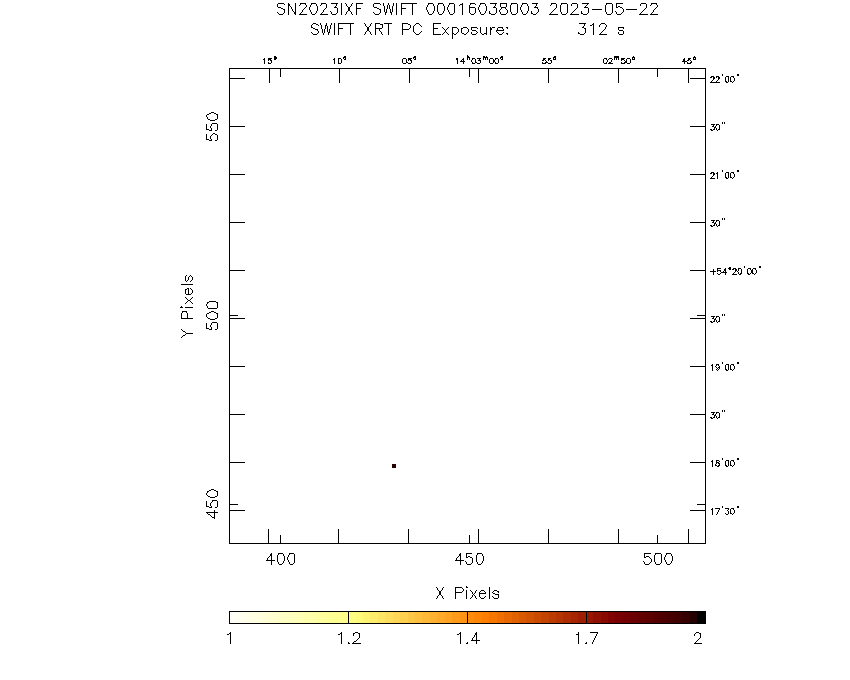 SN2023IXF SWIFT 00016038003 2023-05-22
SWIFT XRT PC Exposure: 312 s
15ˢ 10ˢ 05ˢ 14ʰ03ᵐ00ˢ 55ˢ 02ᵐ50ˢ 45ˢ
22'00"
550
30"
21'00"
30"
+54°20'00"
Y Pixels
500
30"
19'00"
30"
18'00"
450
17'30"
400 450 500
X Pixels
1 1.2 1.4 1.7 2